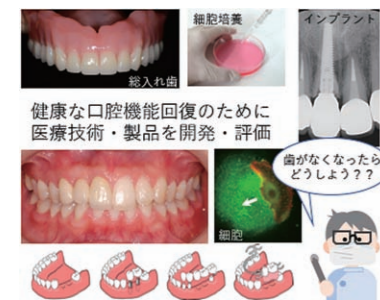 細胞培養
インプラント
総入れ歯
健康な口腔機能回復のために
医療技術・製品を開発・評価
歯がなくなったら
どうしよう??
細胞